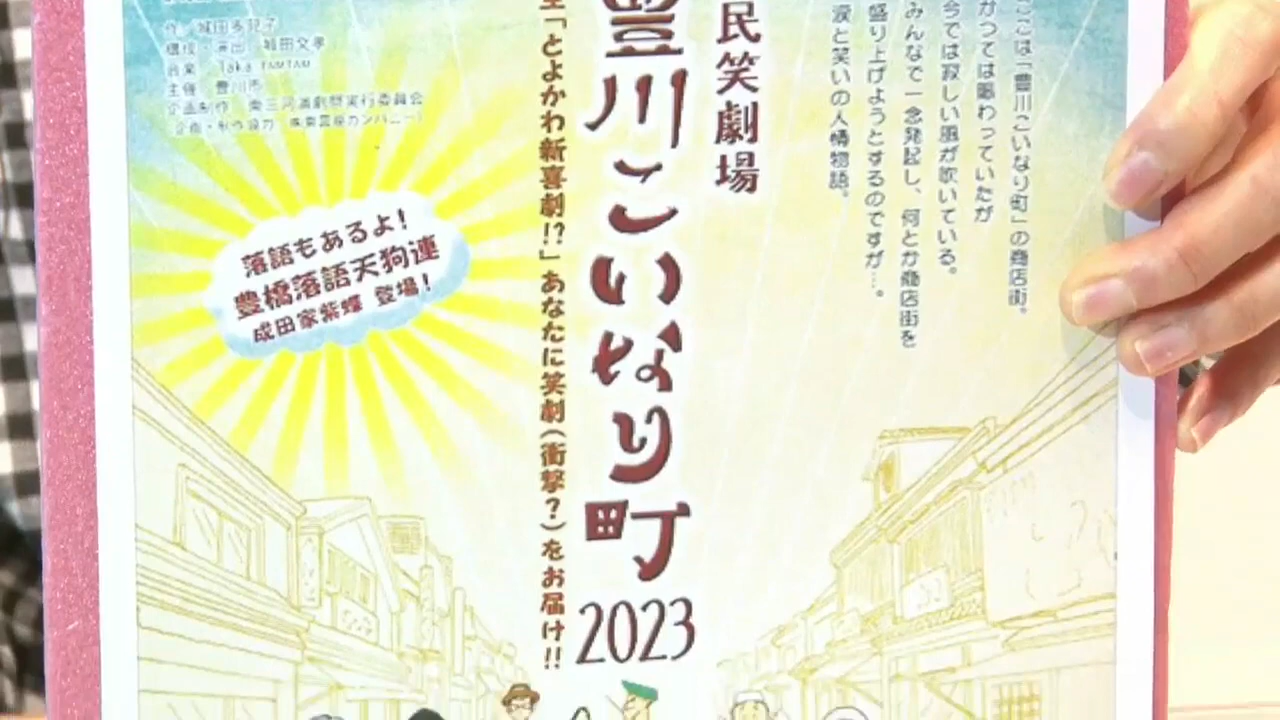 ここは「豊川こいなり町」の商店街。
かつては賑わっていたが
今では寂しい風が吹いている。
みんなで一念発起し、何とか商店街を
盛り上げようとするのですが…。
涙と笑いの人情物語。
民笑劇場
豊川こいなり町
2023
「とよかわ新喜劇!?」あなたに笑劇(衝撃?)をお届け!!
音楽 Taka TAMTAM
主催 豊川市
落語もあるよ!
豊橋落語天狗連
成田家紫蝶 登場!